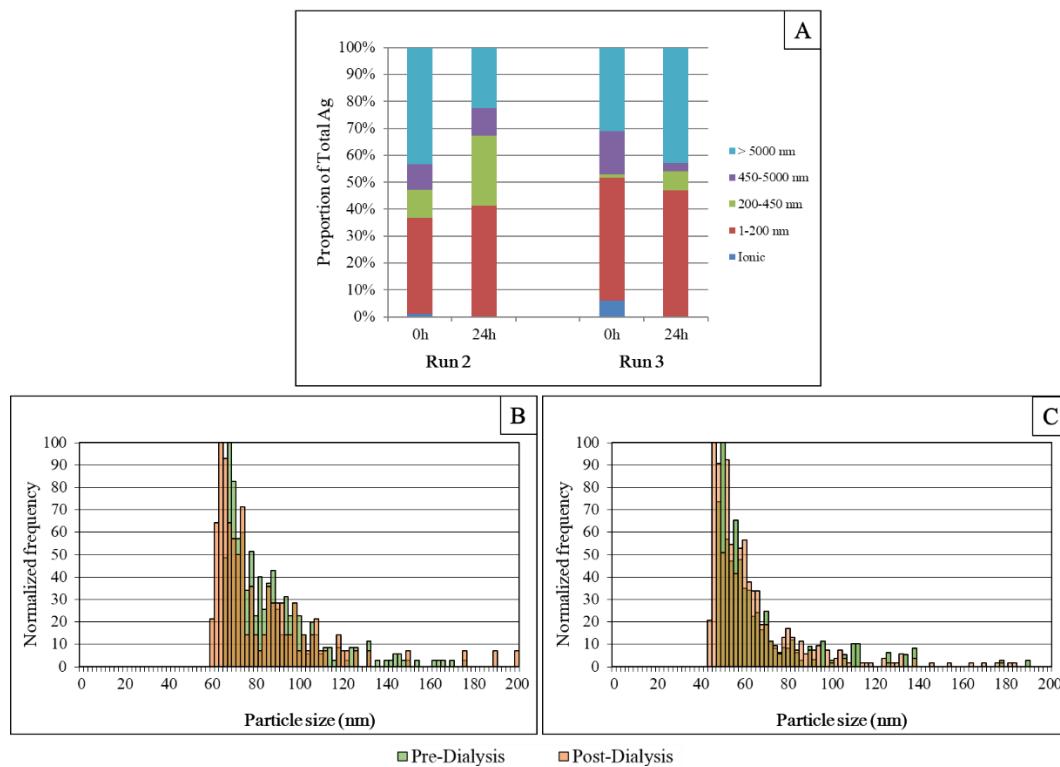 A
Proportion of Total Ag
100%
90%
80%
70%
60%
50%
40%
30%
20%
10%
0%
0h 24h 0h 24h
Run 2 Run 3
> 5000 nm
450-5000 nm
200-450 nm
1-200 nm
Ionic
B
Normalized frequency
100
90
80
70
60
50
40
30
20
10
0
0 20 40 60 80 100 120 140 160 180 200
Particle size (nm)
C
Normalized frequency
100
90
80
70
60
50
40
30
20
10
0
0 20 40 60 80 100 120 140 160 180 200
Particle size (nm)
Pre-Dialysis Post-Dialysis